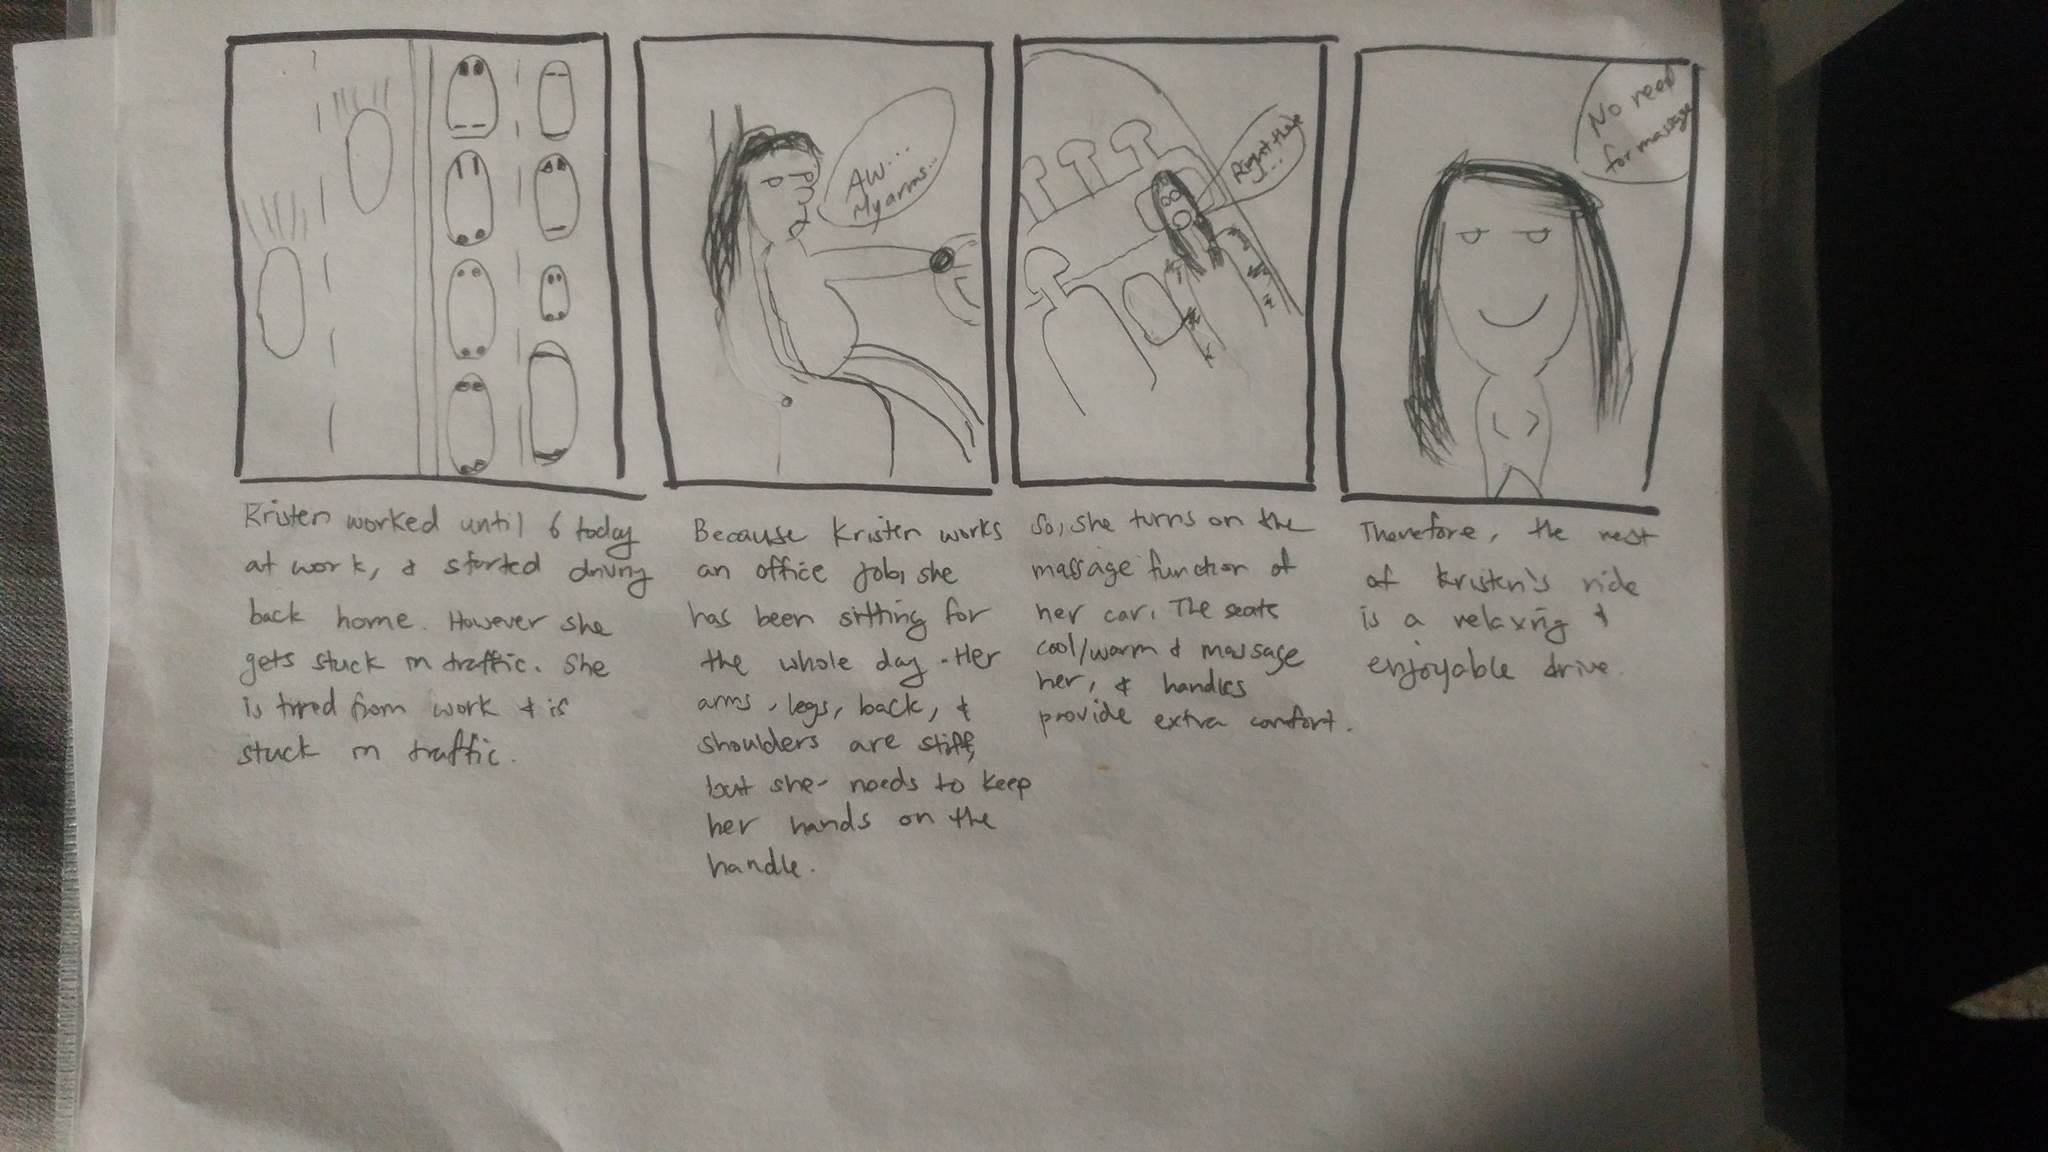 AW...
My arms...
Right there
...
No need
for massage
Kristen worked until 6 today
at work, & started driving
back home. However she
gets stuck in traffic. She
is tired from work & is
stuck in traffic.
Because Kristen works
an office job, she
has been sitting for
the whole day. Her
arms, legs, back, &
shoulders are stiff,
but she needs to keep
her hands on the
handle.
So, she turns on the
massage function of
her car. The seats
cool/warm & massage
her, & handles
provide extra comfort.
Therefore, the rest
of Kristen's ride
is a relaxing &
enjoyable drive.